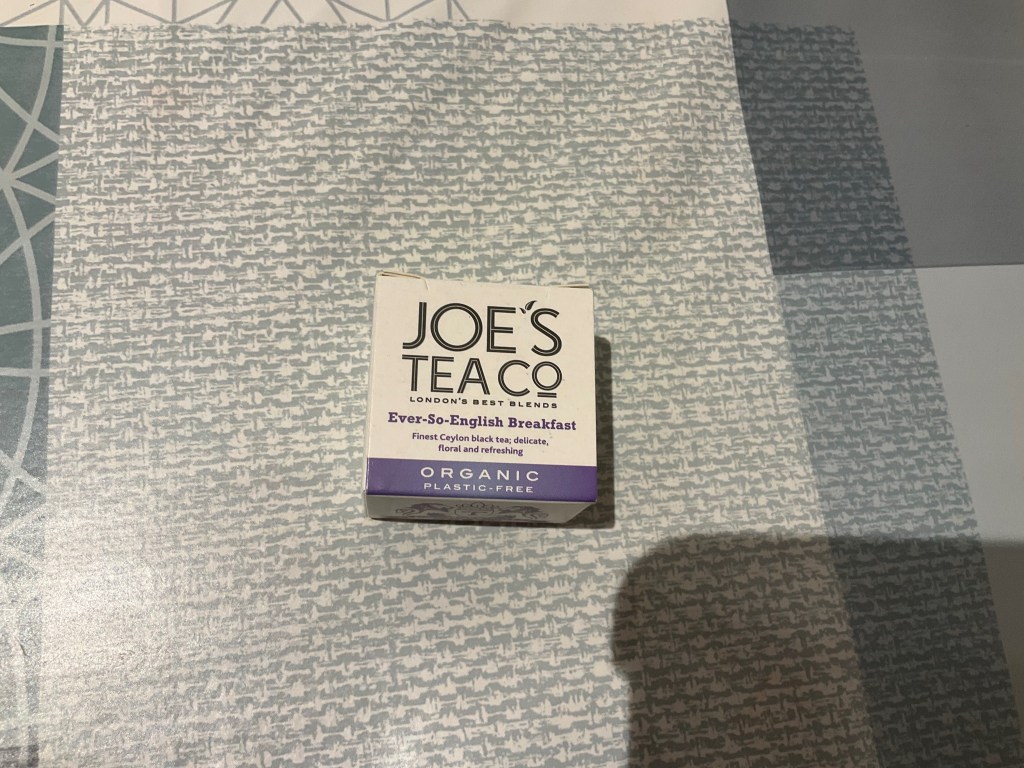 JOE'S
TEA CO
LONDON'S BEST BLENDS
Ever-So-English Breakfast
Finest Ceylon black tea; delicate,
floral and refreshing
ORGANIC
PLASTIC-FREE